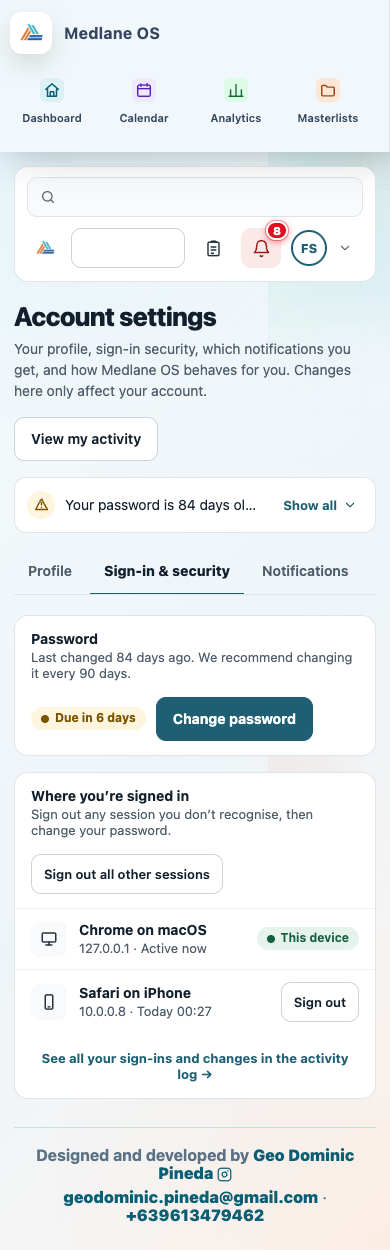 Medlane OS
Dashboard
Calendar
Analytics
Masterlists
8
FS
Account settings
Your profile, sign-in security, which notifications you
get, and how Medlane OS behaves for you. Changes
here only affect your account.
View my activity
Your password is 84 days ol...
Show all
Profile
Sign-in & security
Notifications
Password
Last changed 84 days ago. We recommend changing
it every 90 days.
Due in 6 days
Change password
Where you’re signed in
Sign out any session you don’t recognise, then
change your password.
Sign out all other sessions
Chrome on macOS
127.0.0.1 · Active now
This device
Safari on iPhone
10.0.0.8 · Today 00:27
Sign out
See all your sign-ins and changes in the activity
log →
Designed and developed by Geo Dominic
Pineda
geodominic.pineda@gmail.com ·
+639613479462